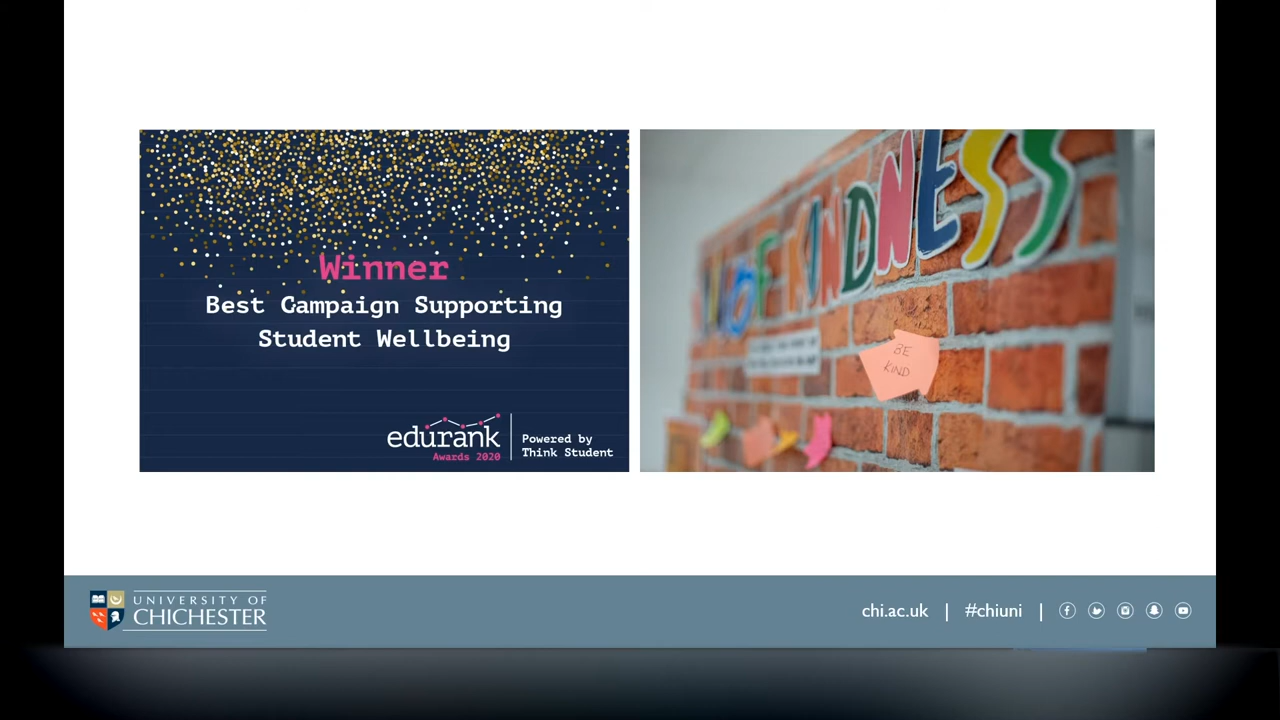 Winner
Best Campaign Supporting
Student Wellbeing
edurank
Awards 2020
Powered by
Think Student
OF KINDNESS
BE
KIND
UNIVERSITY OF
CHICHESTER
chi.ac.uk | #chiuni |